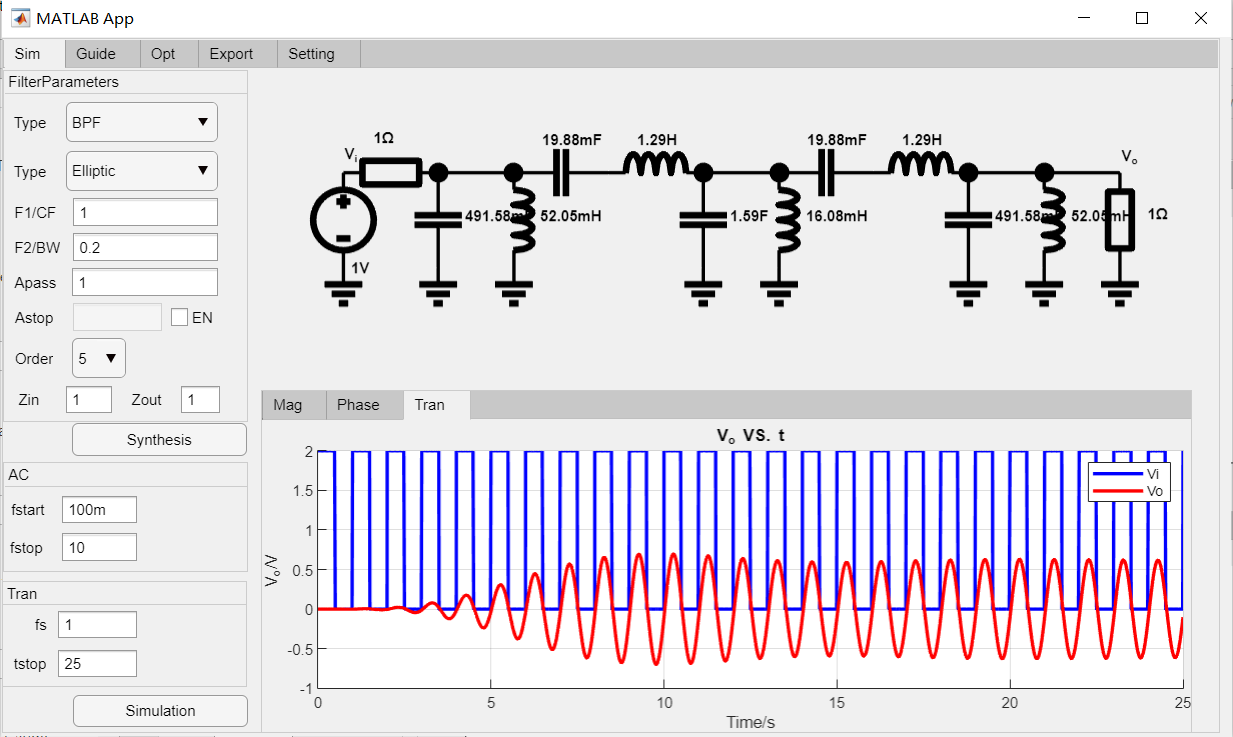 MATLAB App
Sim Guide Opt Export Setting
FilterParameters
Type BPF
Type Elliptic
F1/CF 1
F2/BW 0.2
Apass 1
Astop EN
Order 5
Zin 1 Zout 1
Synthesis
AC
fstart 100m
fstop 10
Tran
fs 1
tstop 25
Simulation
1Ω 19.88mF 1.29H 19.88mF 1.29H
Vi Vo
491.58mF 52.05mH 1.59F 16.08mH 491.58mF 52.05mH 1Ω
1V
Mag Phase Tran
Vo VS. t
Vi
Vo
2
1.5
1
0.5
0
-0.5
-1
Vo/V
0 5 10 15 20 25
Time/s